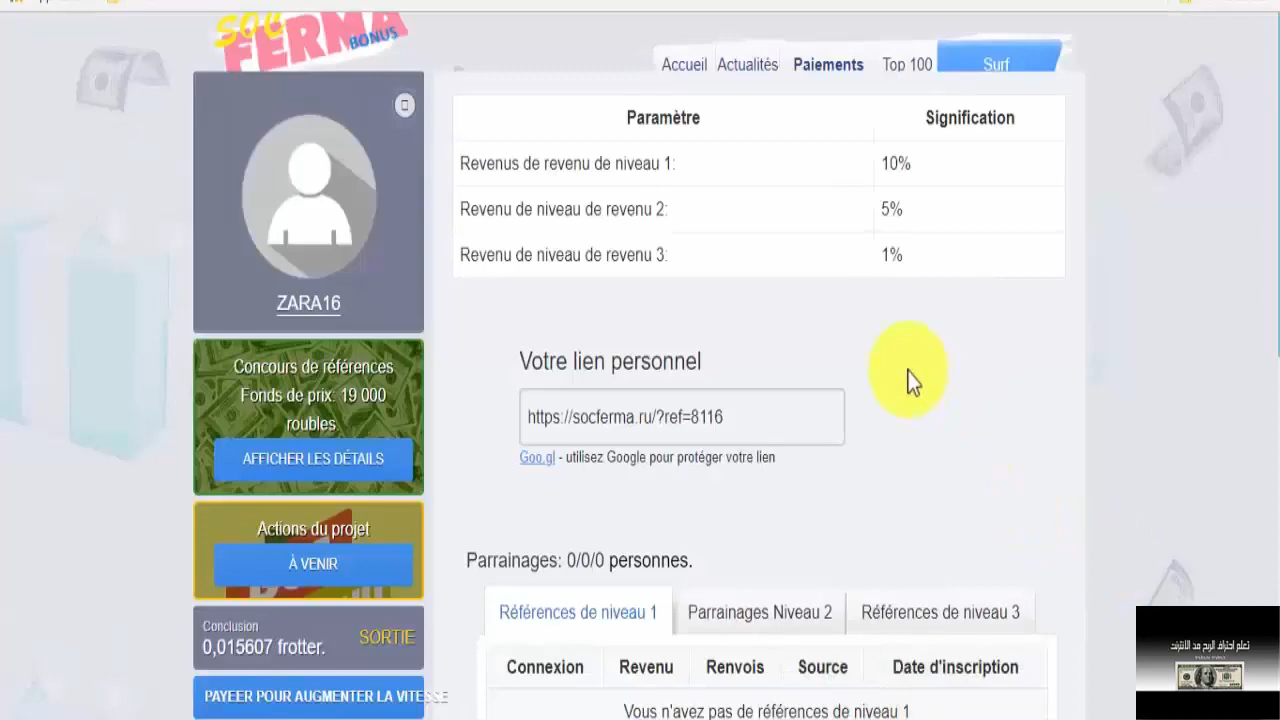 SOC
FERMA
BONUS
Accueil Actualités Paiements Top 100 Surf
ZARA16
Concours de références
Fonds de prix: 19 000
roubles.
AFFICHER LES DÉTAILS
Actions du projet
À VENIR
Conclusion
0,015607 frotter.
SORTIE
PAYEER POUR AUGMENTER LA VITESSE
Paramètre Signification
Revenus de revenu de niveau 1: 10%
Revenu de niveau de revenu 2: 5%
Revenu de niveau de revenu 3: 1%
Votre lien personnel
https://socferma.ru/?ref=8116
Goo.gl - utilisez Google pour protéger votre lien
Parrainages: 0/0/0 personnes.
Références de niveau 1 Parrainages Niveau 2 Références de niveau 3
Connexion Revenu Renvois Source Date d'inscription
Vous n'avez pas de références de niveau 1
تعلم احتراف الربح من الانترنت